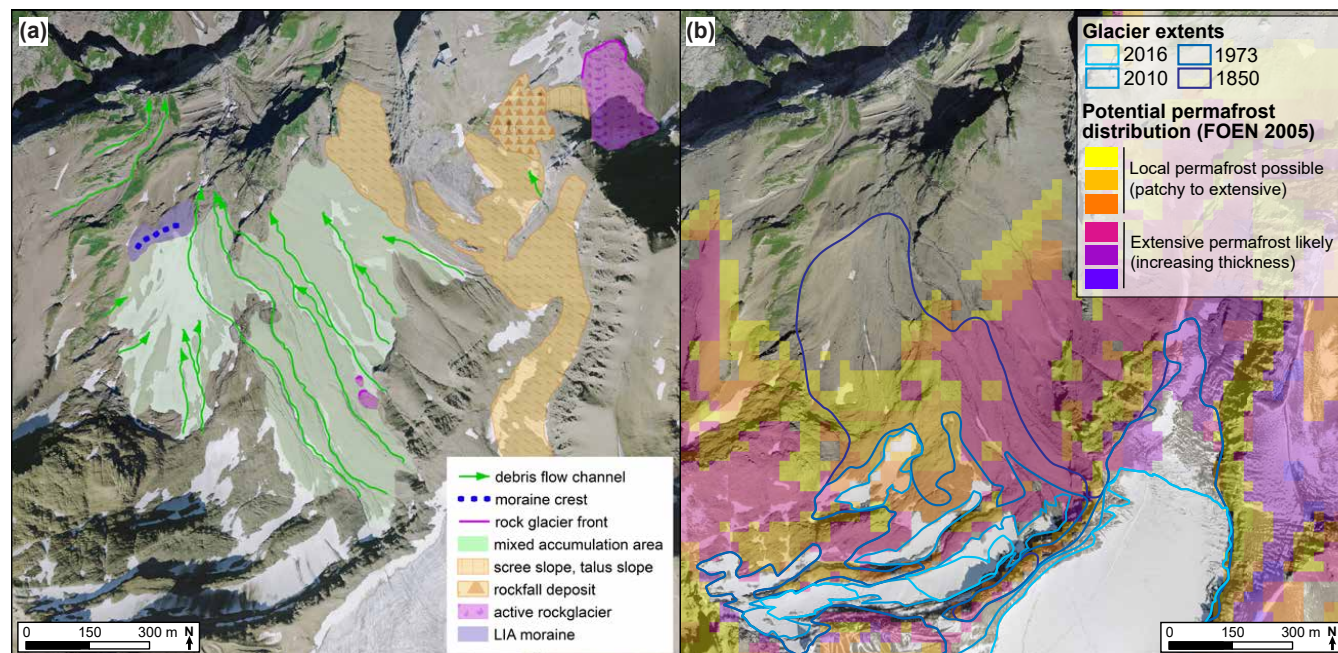 (a)
debris flow channel
moraine crest
rock glacier front
mixed accumulation area
scree slope, talus slope
rockfall deposit
active rockglacier
LIA moraine
0 150 300 m N
(b)
Glacier extents
2016 1973
2010 1850
Potential permafrost
distribution (FOEN 2005)
Local permafrost possible
(patchy to extensive)
Extensive permafrost likely
(increasing thickness)
0 150 300 m N